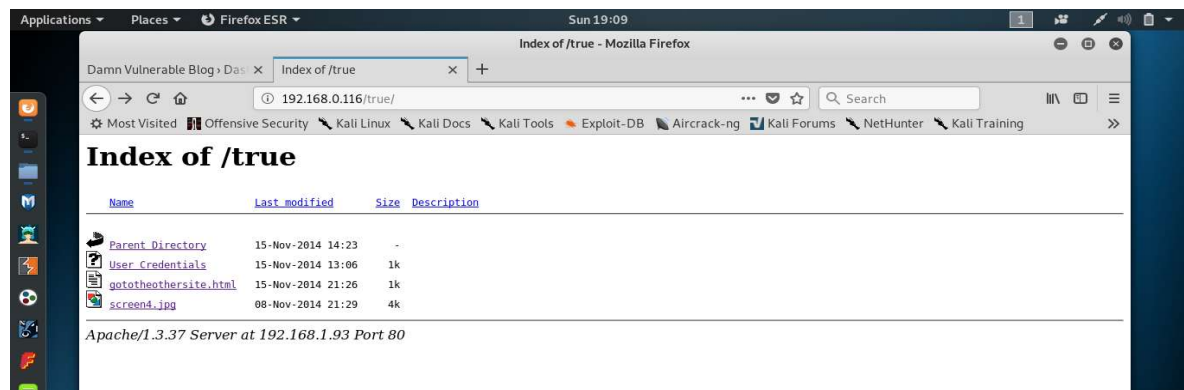 Applications Places Firefox ESR Sun 19:09 1
Index of /true - Mozilla Firefox
Damn Vulnerable Blog › Das Index of /true
192.168.0.116/true/ Search
Most Visited Offensive Security Kali Linux Kali Docs Kali Tools Exploit-DB Aircrack-ng Kali Forums NetHunter Kali Training
Index of /true
Name Last modified Size Description
Parent Directory 15-Nov-2014 14:23 -
User Credentials 15-Nov-2014 13:06 1k
gototheothersite.html 15-Nov-2014 21:26 1k
screen4.jpg 08-Nov-2014 21:29 4k
Apache/1.3.37 Server at 192.168.1.93 Port 80